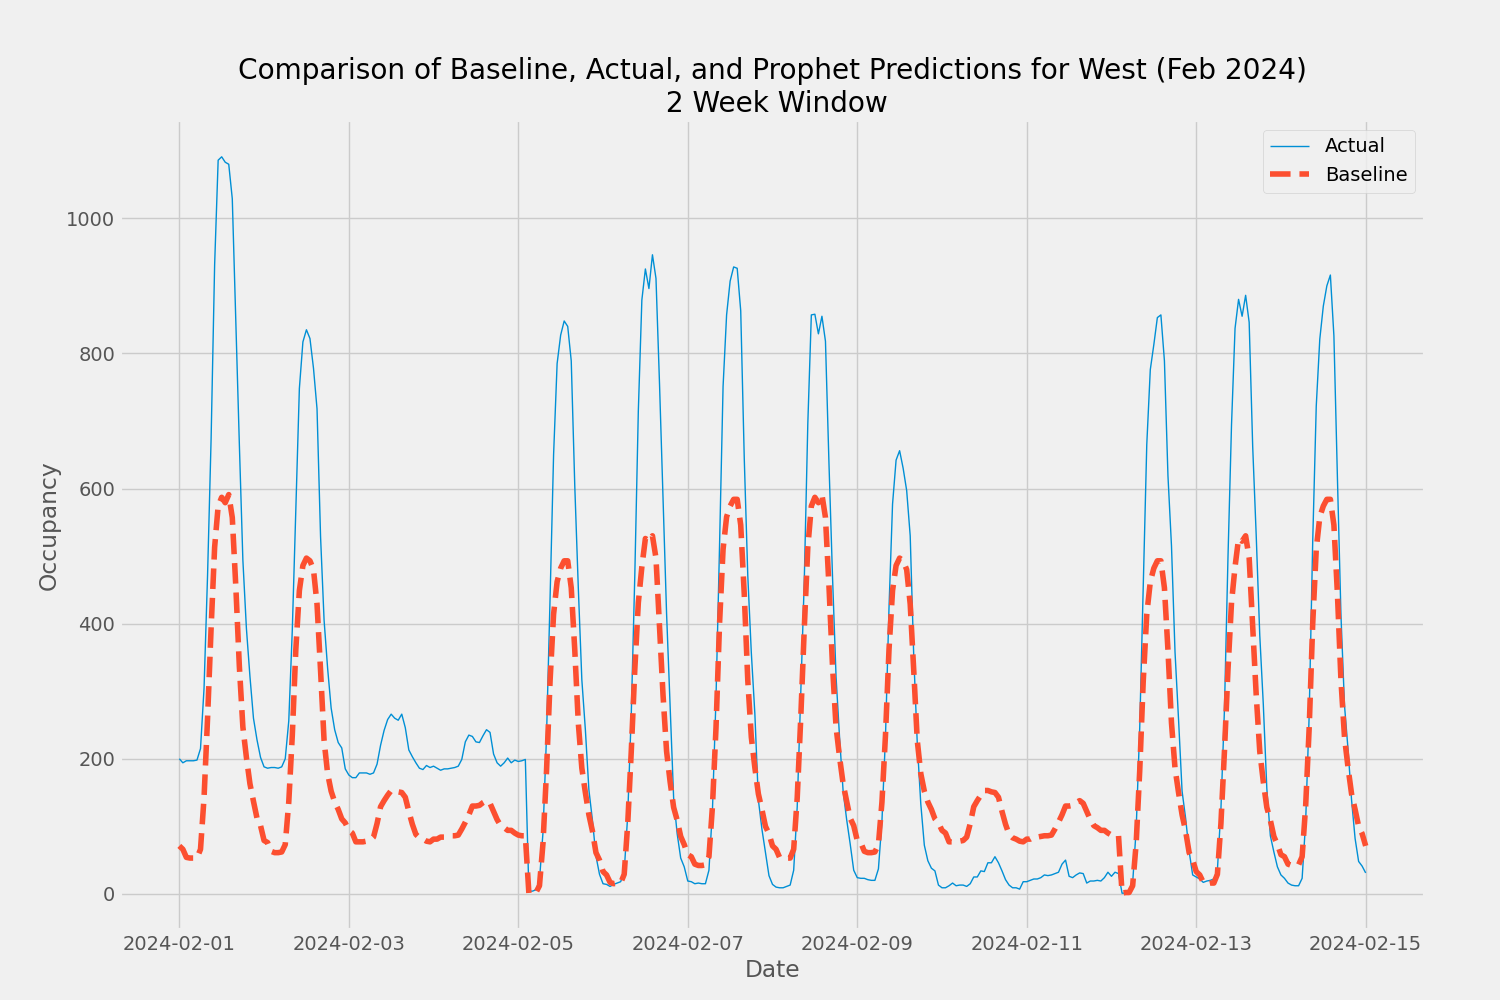 Comparison of Baseline, Actual, and Prophet Predictions for West (Feb 2024)
2 Week Window
Actual
Baseline
1000
800
600
400
200
0
Occupancy
2024-02-01
2024-02-03
2024-02-05
2024-02-07
2024-02-09
2024-02-11
2024-02-13
2024-02-15
Date